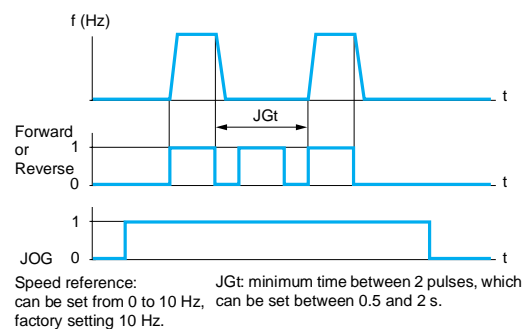 f (Hz)
t
JGt
Forward
or
Reverse
1
0
t
1
JOG 0
t
Speed reference:
can be set from 0 to 10 Hz,
factory setting 10 Hz.
JGt: minimum time between 2 pulses, which
can be set between 0.5 and 2 s.